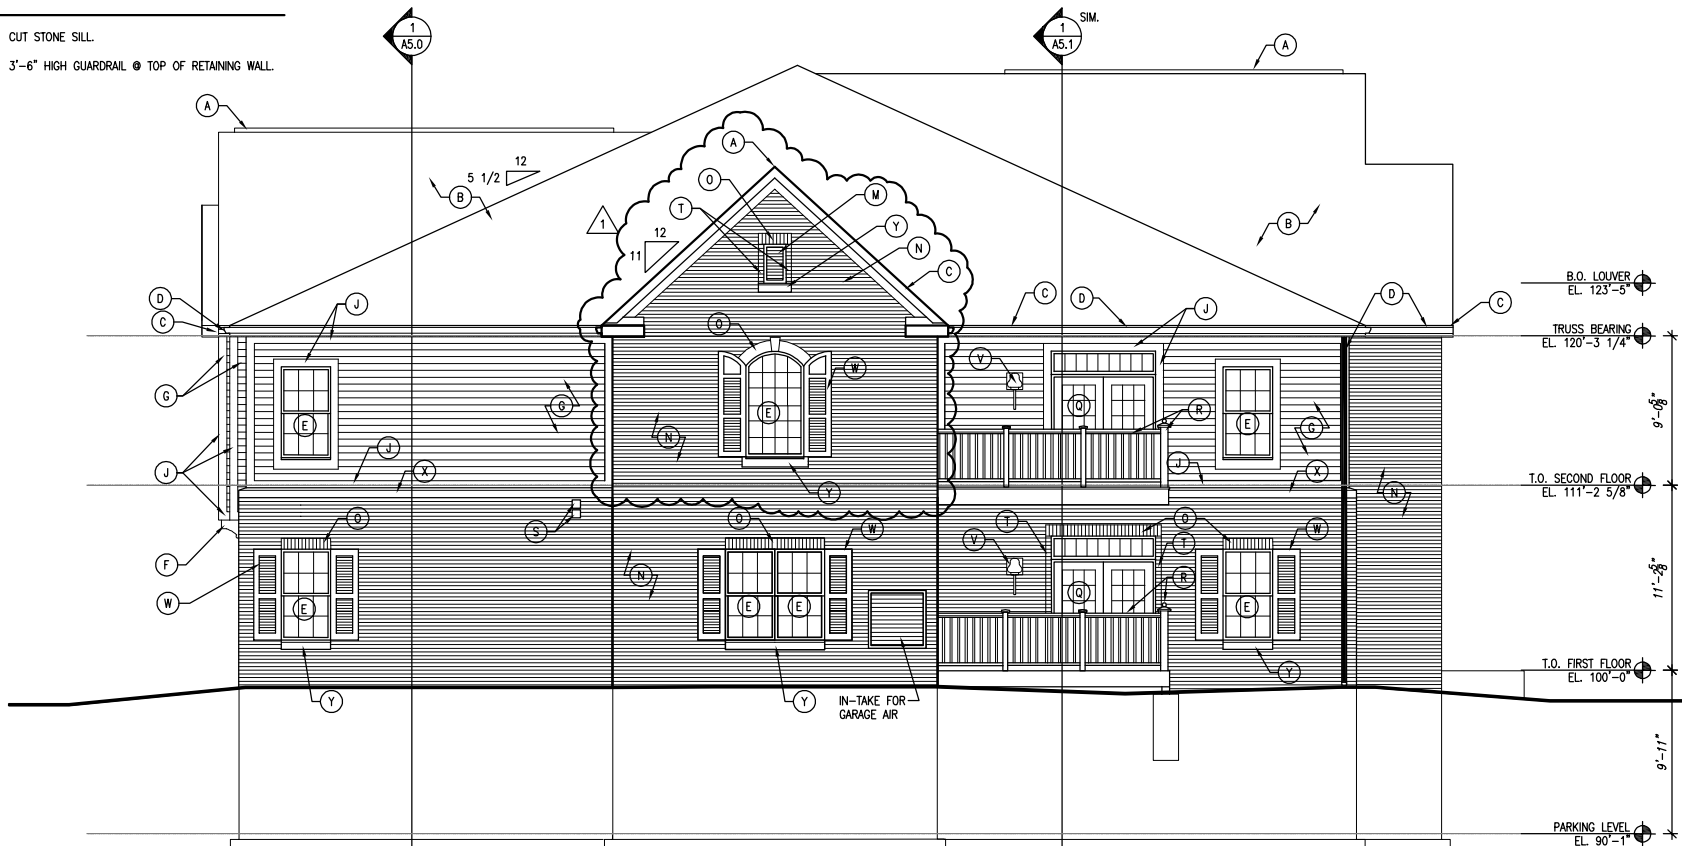 CUT STONE SILL.
3'-6" HIGH GUARDRAIL @ TOP OF RETAINING WALL.
1
A5.0
1
A5.1
SIM.
A
A
A
12
5 1/2
B
O
M
T
Y
N
C
1
12
11
B
B.O. LOUVER
EL. 123'-5"
D
C
J
C
D
J
D
C
TRUSS BEARING
EL. 120'-3 1/4"
O
V
W
G
E
G
E
Q
R
E
G
9'-0 5/8"
N
J
J
X
J
X
T.O. SECOND FLOOR
EL. 111'-2 5/8"
Y
N
S
O
O
W
T
O
W
V
T
F
N
R
11'-2 5/8"
W
E
E
E
Q
E
Y
Y
Y
T.O. FIRST FLOOR
EL. 100'-0"
IN-TAKE FOR
GARAGE AIR
9'-11"
PARKING LEVEL
EL. 90'-1"